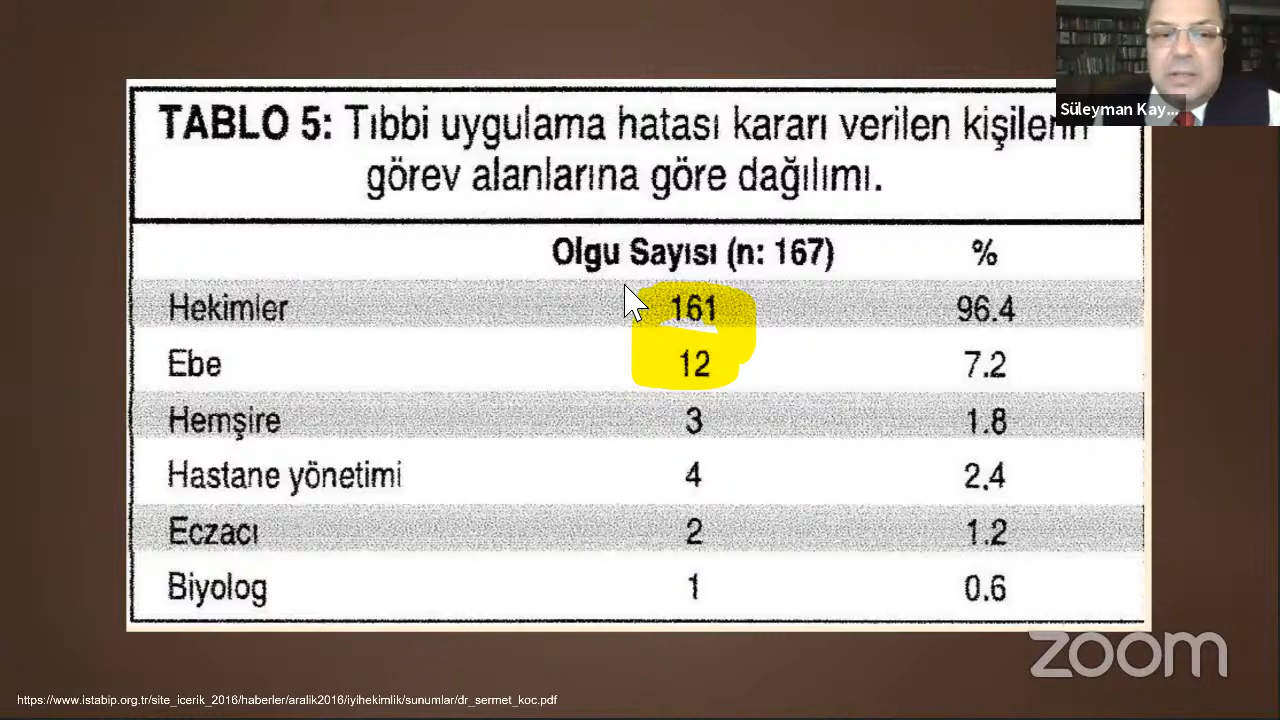 Süleyman Kay...
TABLO 5: Tıbbi uygulama hatası kararı verilen kişilerin
görev alanlarına göre dağılımı.
Olgu Sayısı (n: 167) %
Hekimler 161 96.4
Ebe 12 7.2
Hemşire 3 1.8
Hastane yönetimi 4 2.4
Eczacı 2 1.2
Biyolog 1 0.6
zoom
https://www.istabip.org.tr/site_icerik_2016/haberler/aralik2016/iyihekimlik/sunumlar/dr_sermet_koc.pdf